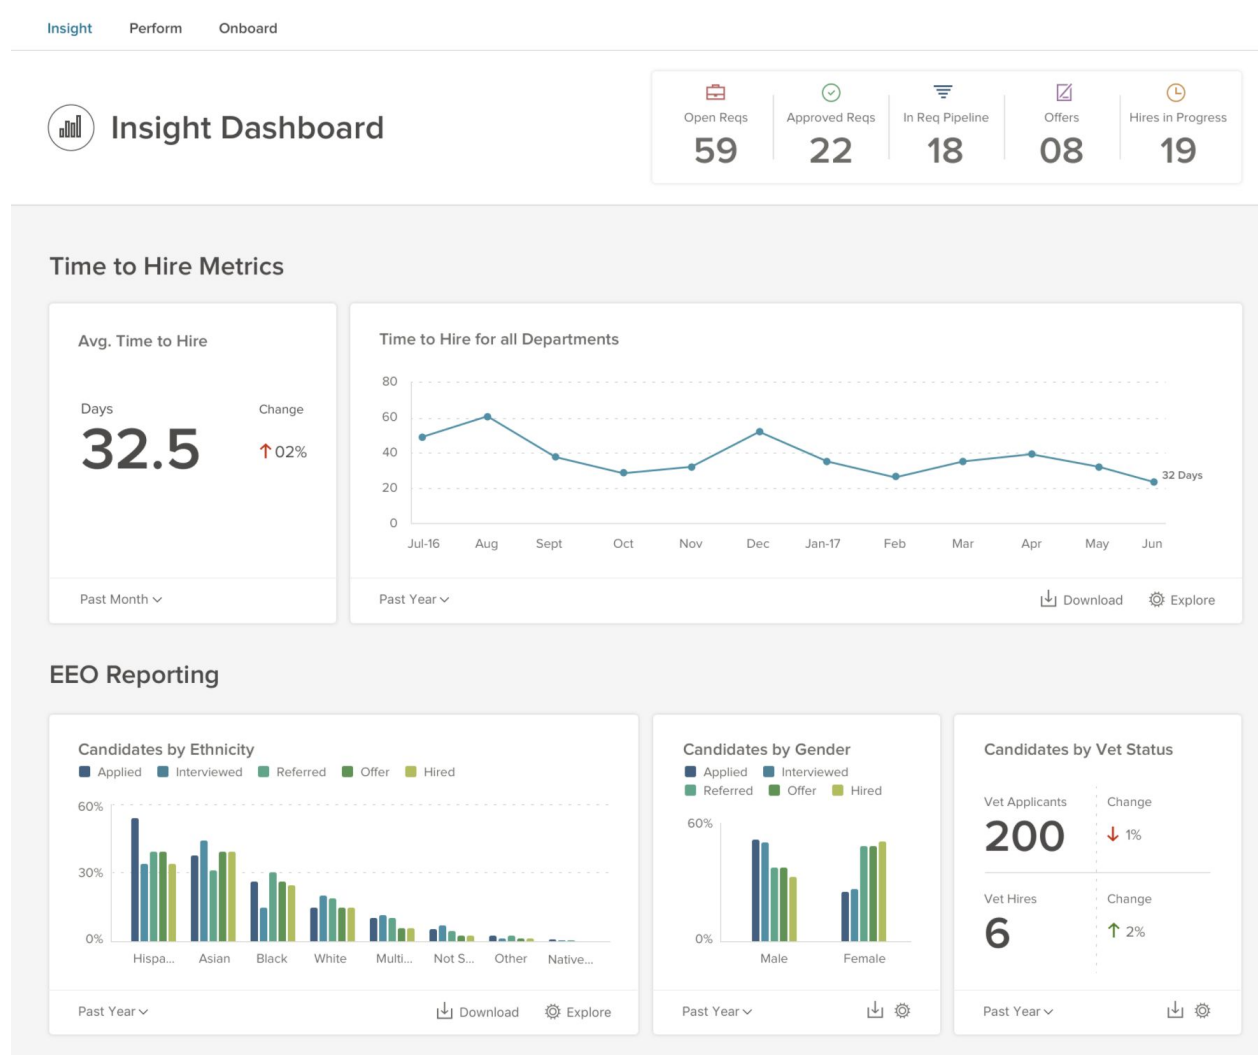 Insight Perform Onboard
Insight Dashboard
Open Reqs
59
Approved Reqs
22
In Req Pipeline
18
Offers
08
Hires in Progress
19
Time to Hire Metrics
Avg. Time to Hire
Days
32.5
Change
02%
Past Month
Time to Hire for all Departments
80
60
40
20
0
32 Days
Jul-16 Aug Sept Oct Nov Dec Jan-17 Feb Mar Apr May Jun
Past Year
Download Explore
EEO Reporting
Candidates by Ethnicity
Applied Interviewed Referred Offer Hired
60%
30%
0%
Hispa... Asian Black White Multi... Not S... Other Native...
Past Year
Download Explore
Candidates by Gender
Applied Interviewed
Referred Offer Hired
60%
0%
Male Female
Past Year
Candidates by Vet Status
Vet Applicants
200
Change
1%
Vet Hires
6
Change
2%
Past Year